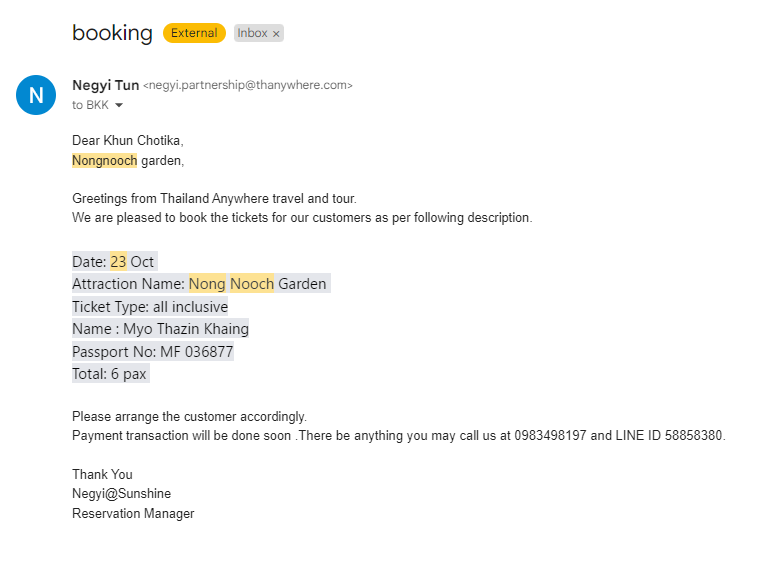 booking External Inbox ×
N
Negyi Tun <negyi.partnership@thanywhere.com>
to BKK
Dear Khun Chotika,
Nongnooch garden,
Greetings from Thailand Anywhere travel and tour.
We are pleased to book the tickets for our customers as per following description.
Date: 23 Oct
Attraction Name: Nong Nooch Garden
Ticket Type: all inclusive
Name : Myo Thazin Khaing
Passport No: MF 036877
Total: 6 pax
Please arrange the customer accordingly.
Payment transaction will be done soon .There be anything you may call us at 0983498197 and LINE ID 58858380.
Thank You
Negyi@Sunshine
Reservation Manager